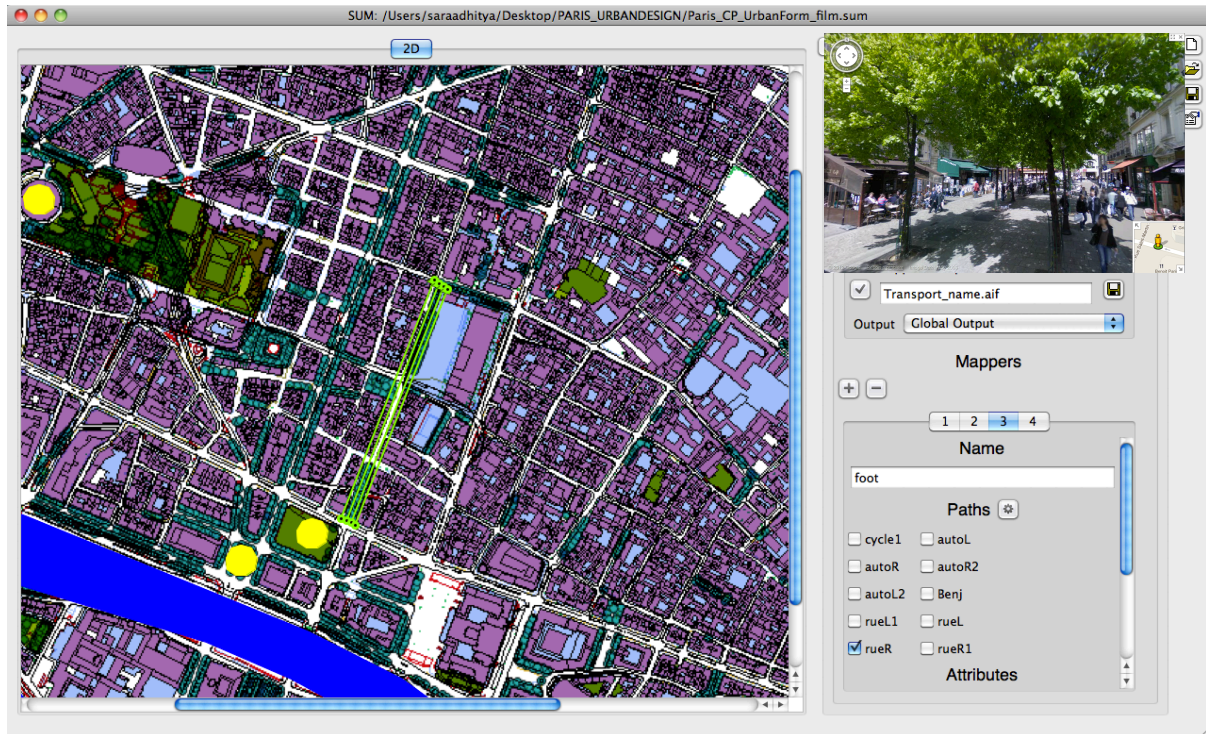 SUM: /Users/saraadhitya/Desktop/PARIS_URBANDESIGN/Paris_CP_UrbanForm_film.sum
2D
Transport_name.aif
Output Global Output
Mappers
1 2 3 4
Name
foot
Paths
cycle1 autoL
autoR autoR2
autoL2 Benj
rueL1 rueL
rueR rueR1
Attributes